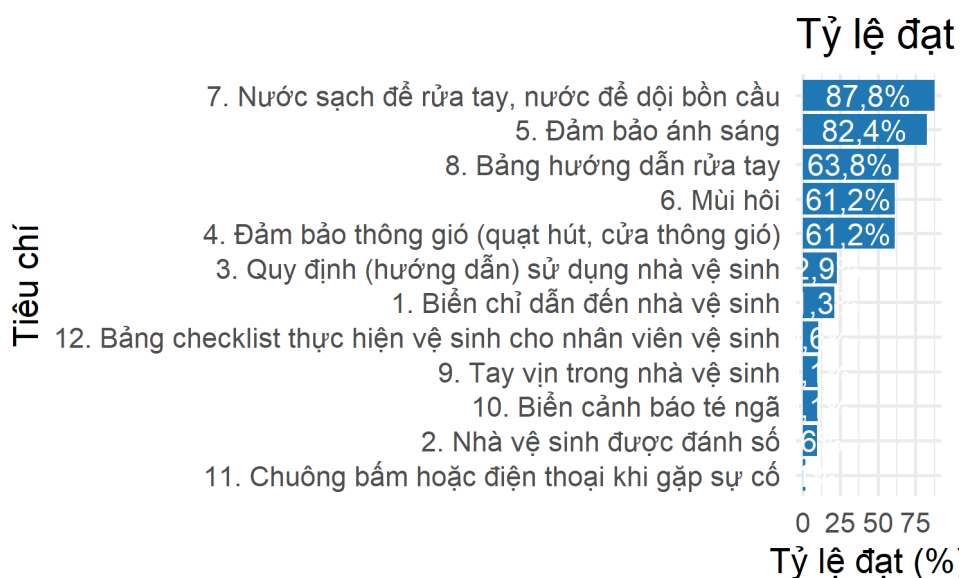 Tỷ lệ đạt
7. Nước sạch để rửa tay, nước để dội bồn cầu 87,8%
5. Đảm bảo ánh sáng 82,4%
8. Bảng hướng dẫn rửa tay 63,8%
6. Mùi hôi 61,2%
4. Đảm bảo thông gió (quạt hút, cửa thông gió) 61,2%
3. Quy định (hướng dẫn) sử dụng nhà vệ sinh
1. Biển chỉ dẫn đến nhà vệ sinh
12. Bảng checklist thực hiện vệ sinh cho nhân viên vệ sinh
9. Tay vịn trong nhà vệ sinh
10. Biển cảnh báo té ngã
2. Nhà vệ sinh được đánh số
11. Chuông bấm hoặc điện thoại khi gặp sự cố
Tiêu chí
0 25 50 75
Tỷ lệ đạt (%)